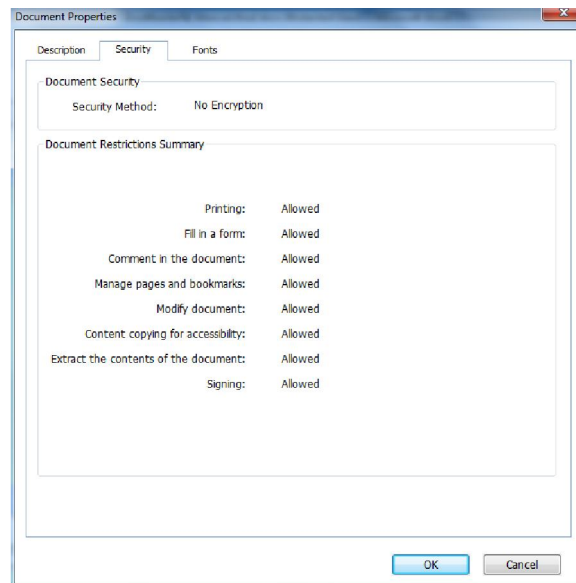 Document Properties
Description Security Fonts
Document Security
Security Method: No Encryption
Document Restrictions Summary
Printing: Allowed
Fill in a form: Allowed
Comment in the document: Allowed
Manage pages and bookmarks: Allowed
Modify document: Allowed
Content copying for accessibility: Allowed
Extract the contents of the document: Allowed
Signing: Allowed
OK Cancel